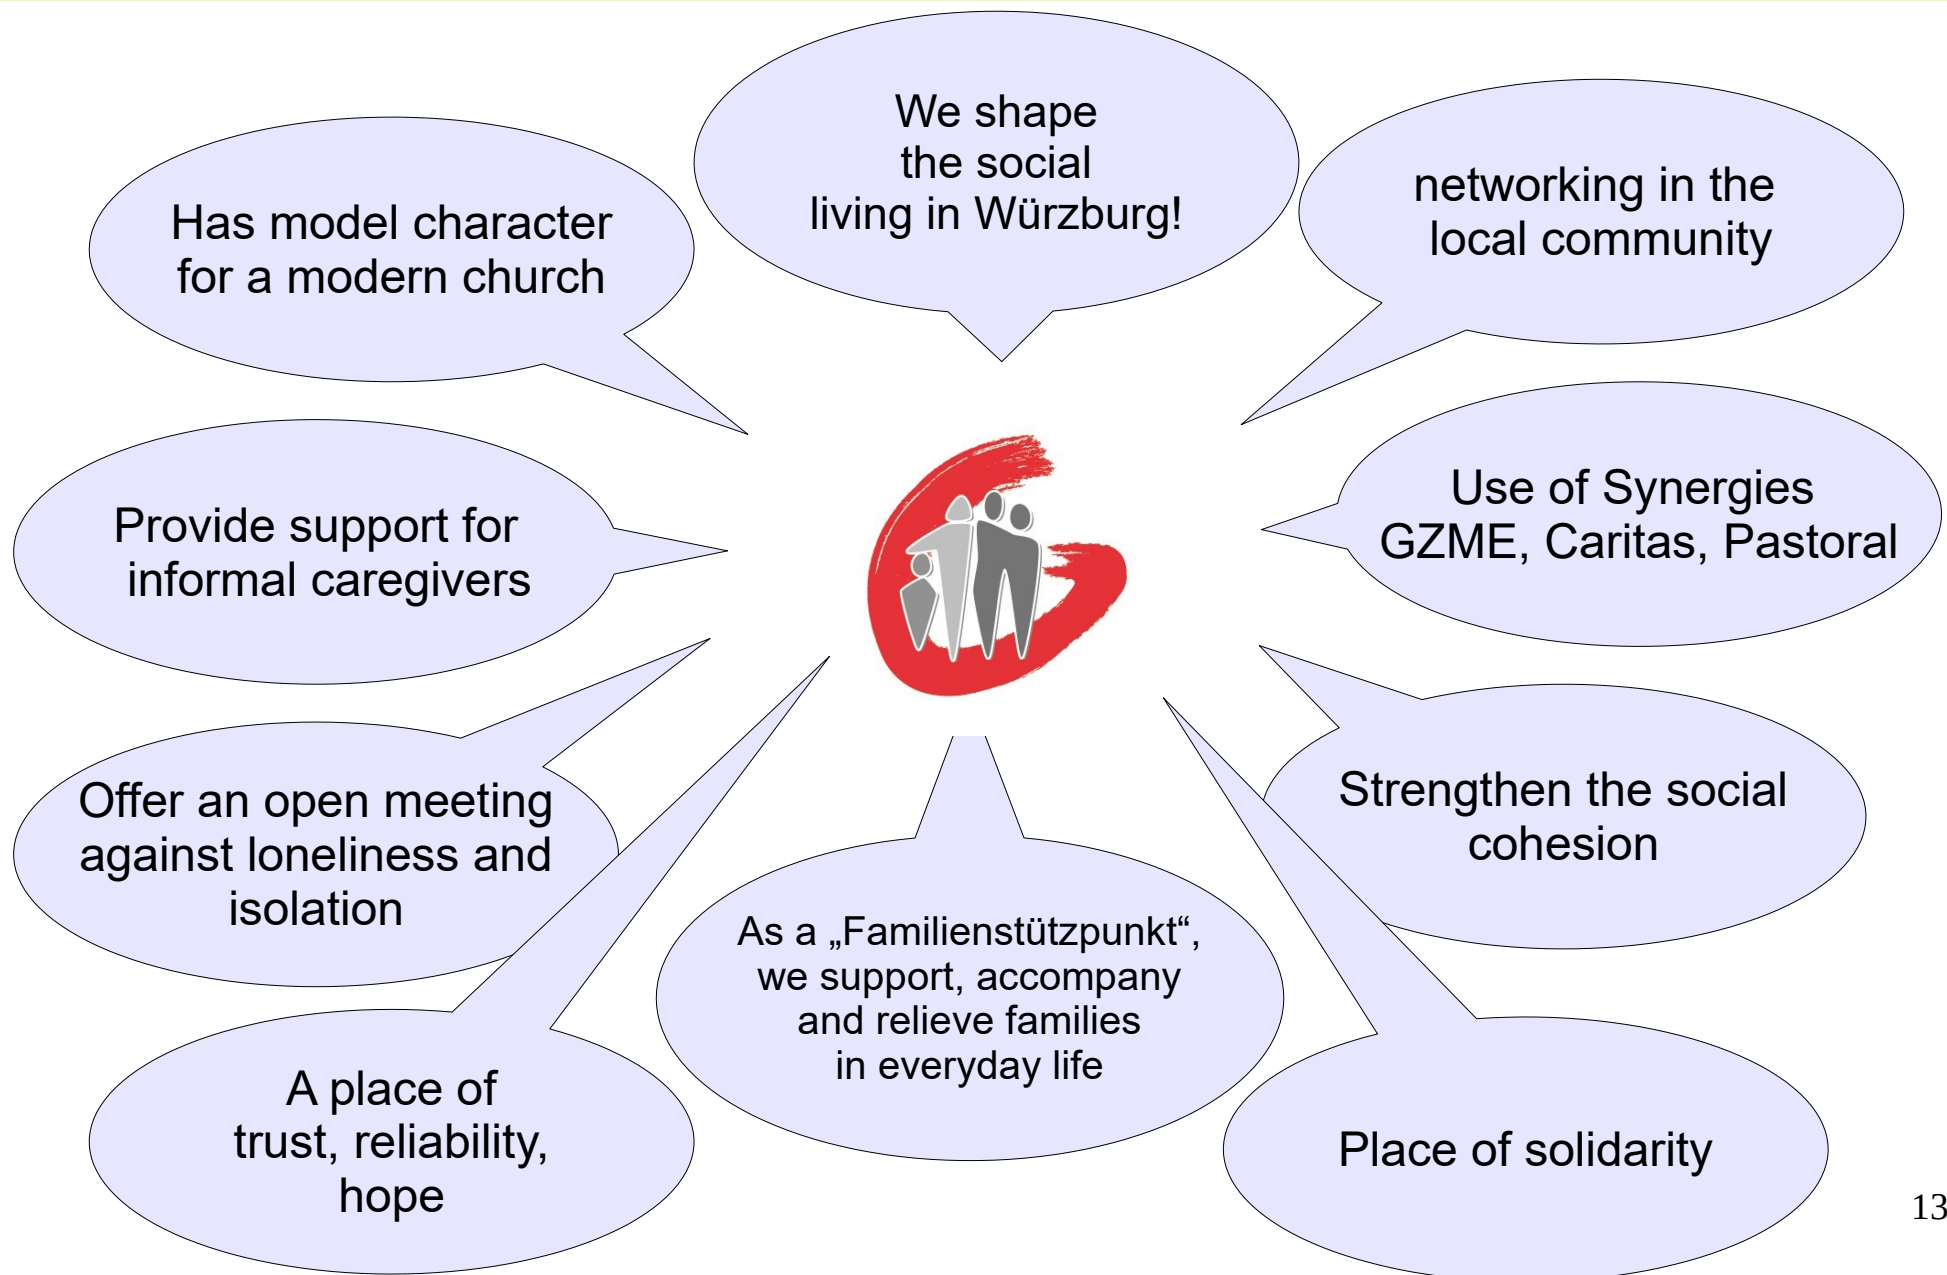 We shape
the social
living in Würzburg!
Has model character
for a modern church
networking in the
local community
Provide support for
informal caregivers
Use of Synergies
GZME, Caritas, Pastoral
Offer an open meeting
against loneliness and
isolation
Strengthen the social
cohesion
As a „Familienstützpunkt“,
we support, accompany
and relieve families
in everyday life
A place of
trust, reliability,
hope
Place of solidarity
13